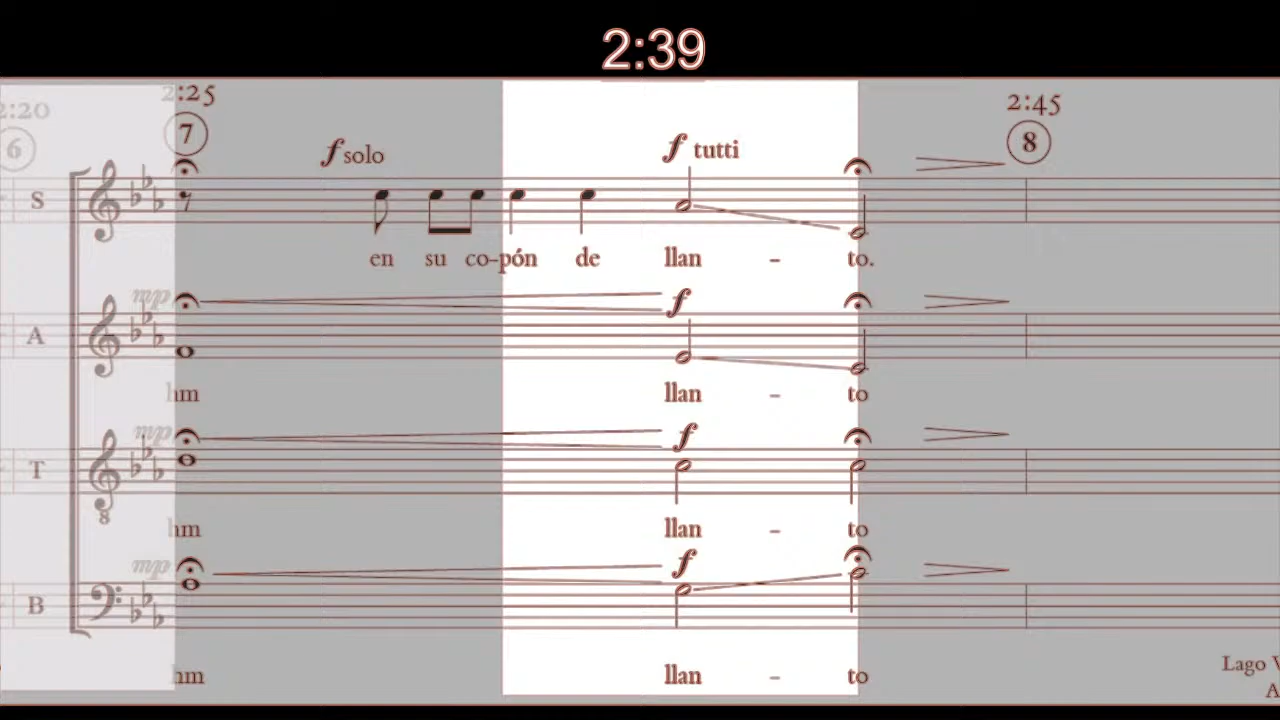 2:39
2:20
2:25
2:45
6
7
8
f solo
f tutti
S
en su co-pón de llan - to.
mp
f
A
hm llan - to
mp
f
T
8
hm llan - to
mp
f
B
hm llan - to
Lago